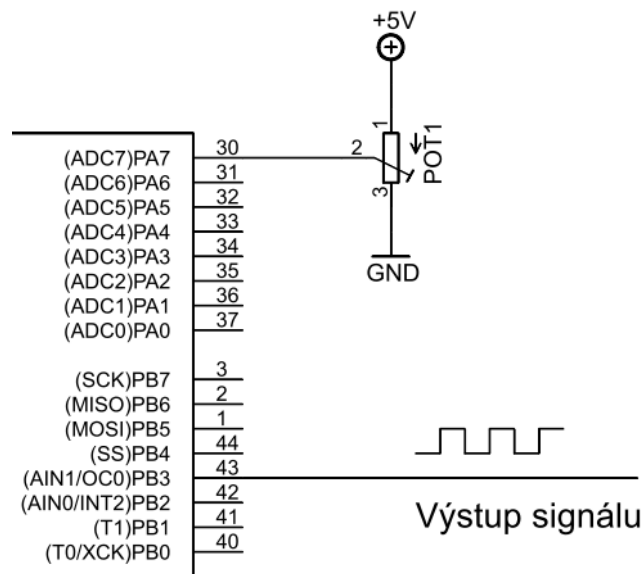 +5V
1
2
3
POT1
GND
(ADC7)PA7 30
(ADC6)PA6 31
(ADC5)PA5 32
(ADC4)PA4 33
(ADC3)PA3 34
(ADC2)PA2 35
(ADC1)PA1 36
(ADC0)PA0 37
(SCK)PB7 3
(MISO)PB6 2
(MOSI)PB5 1
(SS)PB4 44
(AIN1/OC0)PB3 43
(AIN0/INT2)PB2 42
(T1)PB1 41
(T0/XCK)PB0 40
Výstup signálu